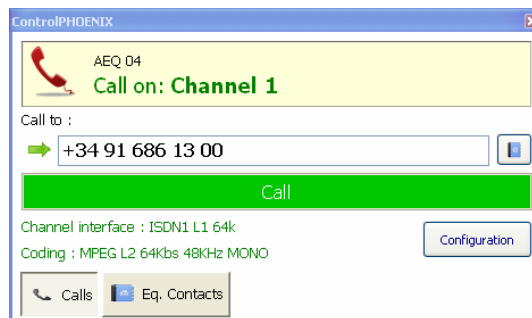 ControlPHOENIX
AEQ 04
Call on: Channel 1
Call to :
+34 91 686 13 00
Call
Channel interface : ISDN1 L1 64k
Coding : MPEG L2 64Kbs 48KHz MONO
Configuration
Calls
Eq. Contacts